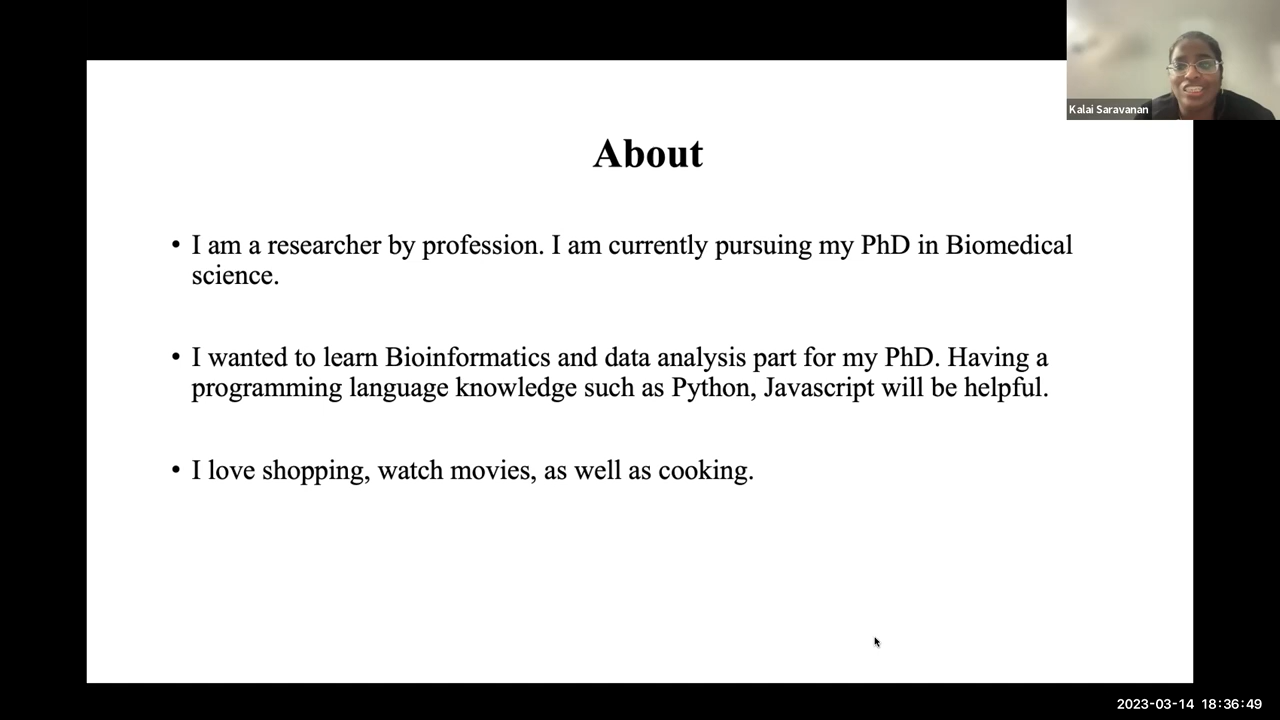 Kalai Saravanan
About
• I am a researcher by profession. I am currently pursuing my PhD in Biomedical
science.
• I wanted to learn Bioinformatics and data analysis part for my PhD. Having a
programming language knowledge such as Python, Javascript will be helpful.
• I love shopping, watch movies, as well as cooking.
2023-03-14 18:36:49